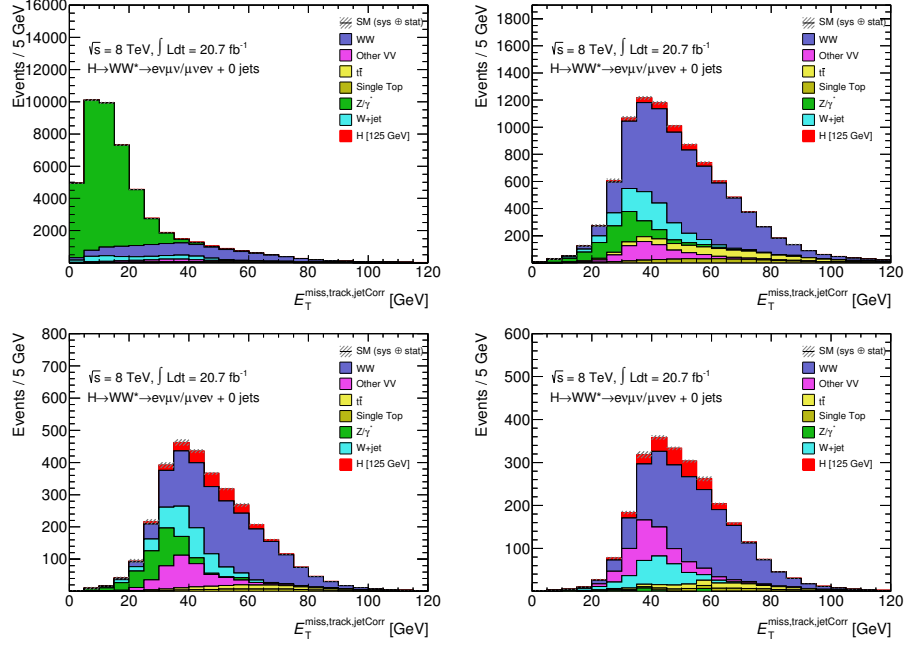 Events / 5 GeV
16000
14000
12000
10000
8000
6000
4000
2000
√s = 8 TeV, ∫ Ldt = 20.7 fb⁻¹
H→WW*→eνμν/μνeν + 0 jets
SM (sys ⊕ stat)
WW
Other VV
tt̄
Single Top
Z/γ*
W+jet
H [125 GeV]
0 20 40 60 80 100 120
E_T^miss,track,jetCorr [GeV]
Events / 5 GeV
1800
1600
1400
1200
1000
800
600
400
200
√s = 8 TeV, ∫ Ldt = 20.7 fb⁻¹
H→WW*→eνμν/μνeν + 0 jets
SM (sys ⊕ stat)
WW
Other VV
tt̄
Single Top
Z/γ*
W+jet
H [125 GeV]
0 20 40 60 80 100 120
E_T^miss,track,jetCorr [GeV]
Events / 5 GeV
800
700
600
500
400
300
200
100
√s = 8 TeV, ∫ Ldt = 20.7 fb⁻¹
H→WW*→eνμν/μνeν + 0 jets
SM (sys ⊕ stat)
WW
Other VV
tt̄
Single Top
Z/γ*
W+jet
H [125 GeV]
0 20 40 60 80 100 120
E_T^miss,track,jetCorr [GeV]
Events / 5 GeV
600
500
400
300
200
100
√s = 8 TeV, ∫ Ldt = 20.7 fb⁻¹
H→WW*→eνμν/μνeν + 0 jets
SM (sys ⊕ stat)
WW
Other VV
tt̄
Single Top
Z/γ*
W+jet
H [125 GeV]
0 20 40 60 80 100 120
E_T^miss,track,jetCorr [GeV]